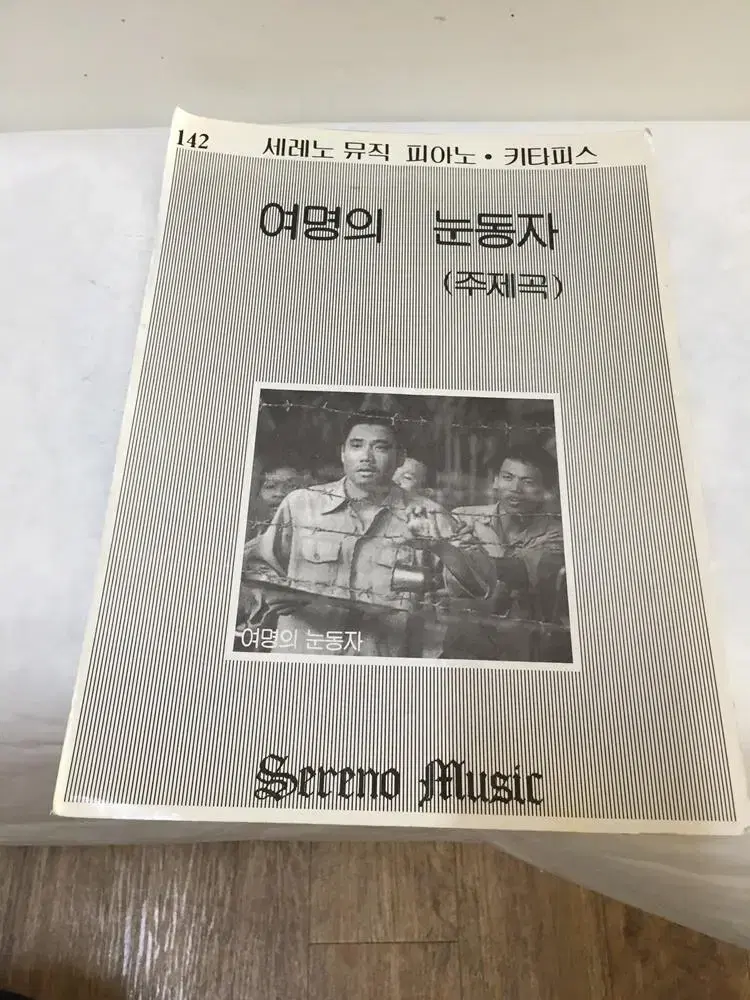 142
세레노 뮤직 피아노 • 키타피스
여명의 눈동자
(주제곡)
여명의 눈동자
Sereno Music